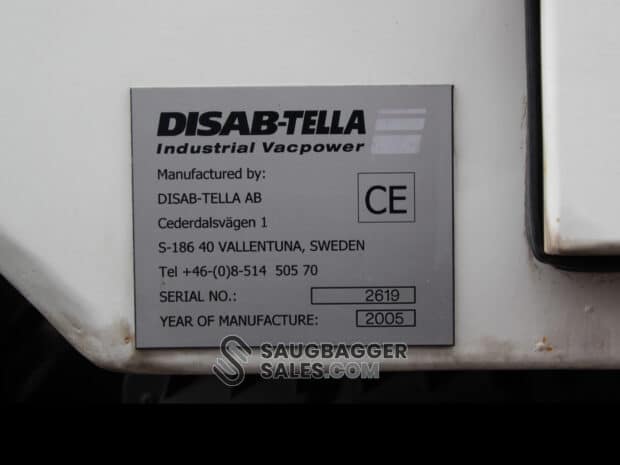 DISAB-TELLA
Industrial Vacpower
Manufactured by:
DISAB-TELLA AB
CE
Cederdalsvägen 1
S-186 40 VALLENTUNA, SWEDEN
Tel +46-(0)8-514 505 70
SERIAL NO.: 2619
YEAR OF MANUFACTURE: 2005
SAUGBAGGER
SALES.COM